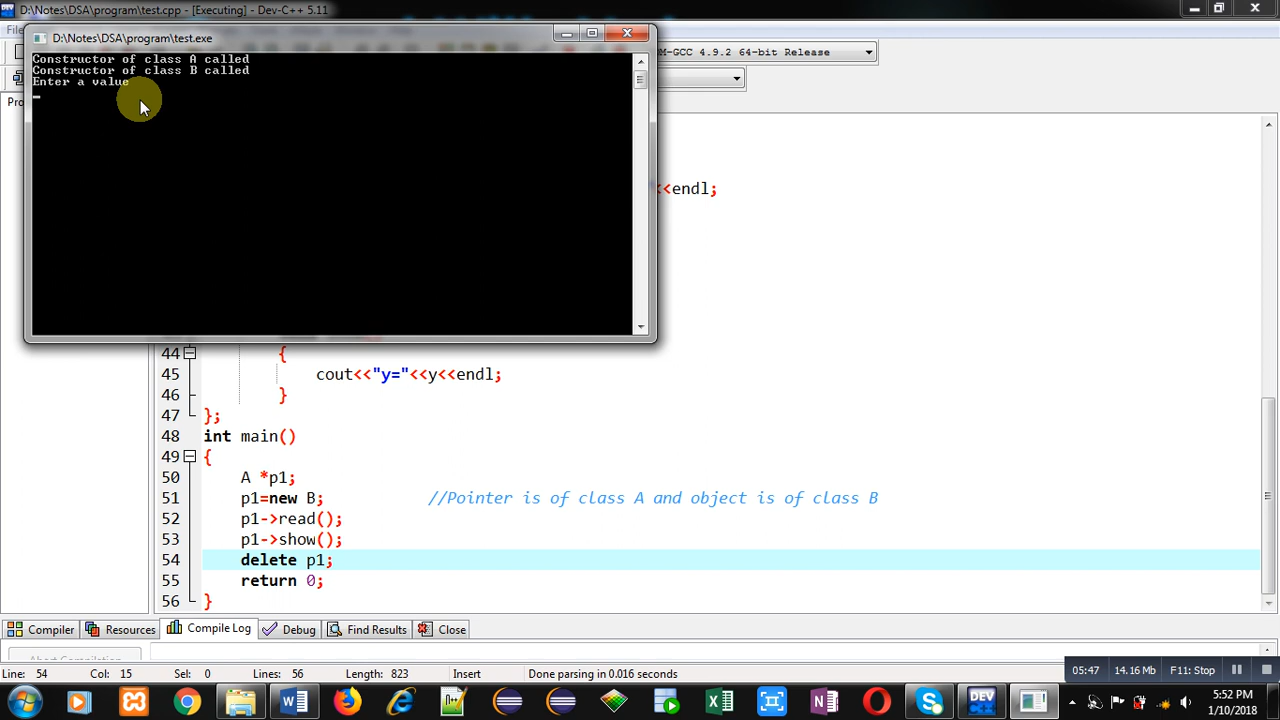 D:\Notes\DSA\program\test.cpp - [Executing] - Dev-C++ 5.11
D:\Notes\DSA\program\test.exe
Constructor of class A called
Constructor of class B called
Enter a value
M-GCC 4.9.2 64-bit Release
<<endl;
44 {
45 cout<<"y="<<y<<endl;
46 }
47 };
48 int main()
49 {
50 A *p1;
51 p1=new B; //Pointer is of class A and object is of class B
52 p1->read();
53 p1->show();
54 delete p1;
55 return 0;
56 }
Compiler Resources Compile Log Debug Find Results Close
Abort Compilation
Line: 54 Col: 15 Sel: 0 Lines: 56 Length: 823 Insert Done parsing in 0.016 seconds
05:47 14.16 Mb F11: Stop
DEV
5:52 PM
1/10/2018